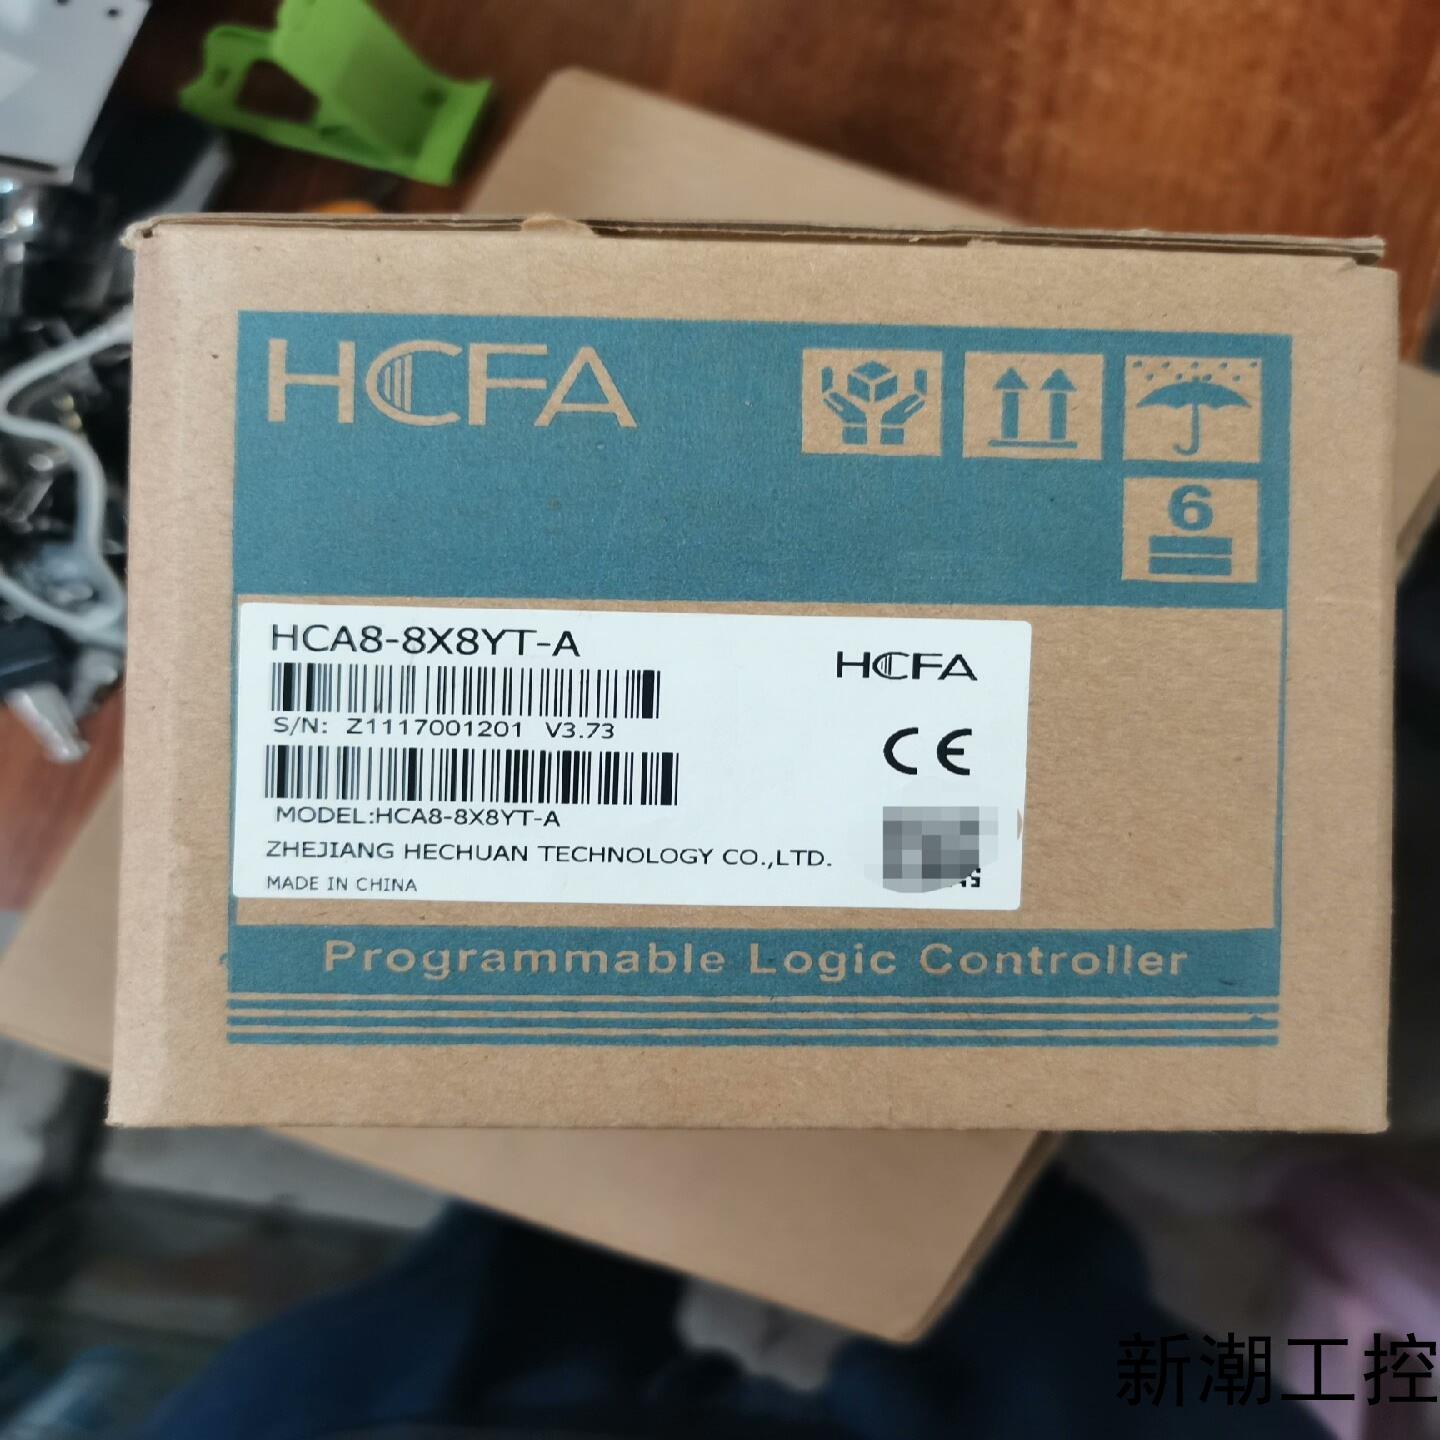 HCFA
6
HCA8-8X8YT-A
HCFA
S/N: Z1117001201 V3.73
CE
MODEL:HCA8-8X8YT-A
ZHEJIANG HECHUAN TECHNOLOGY CO.,LTD.
MADE IN CHINA
Programmable Logic Controller
新潮工控